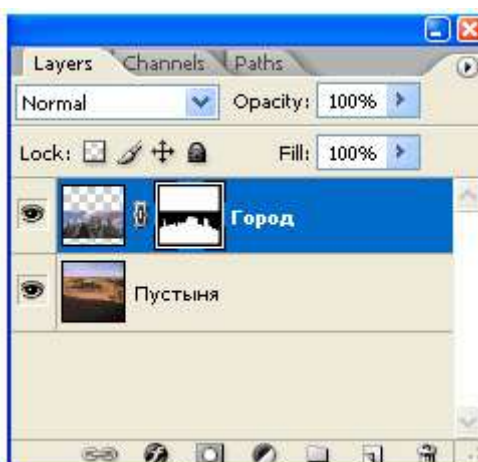 Layers Channels Paths
Normal Opacity: 100%
Lock: Fill: 100%
Город
Пустыня